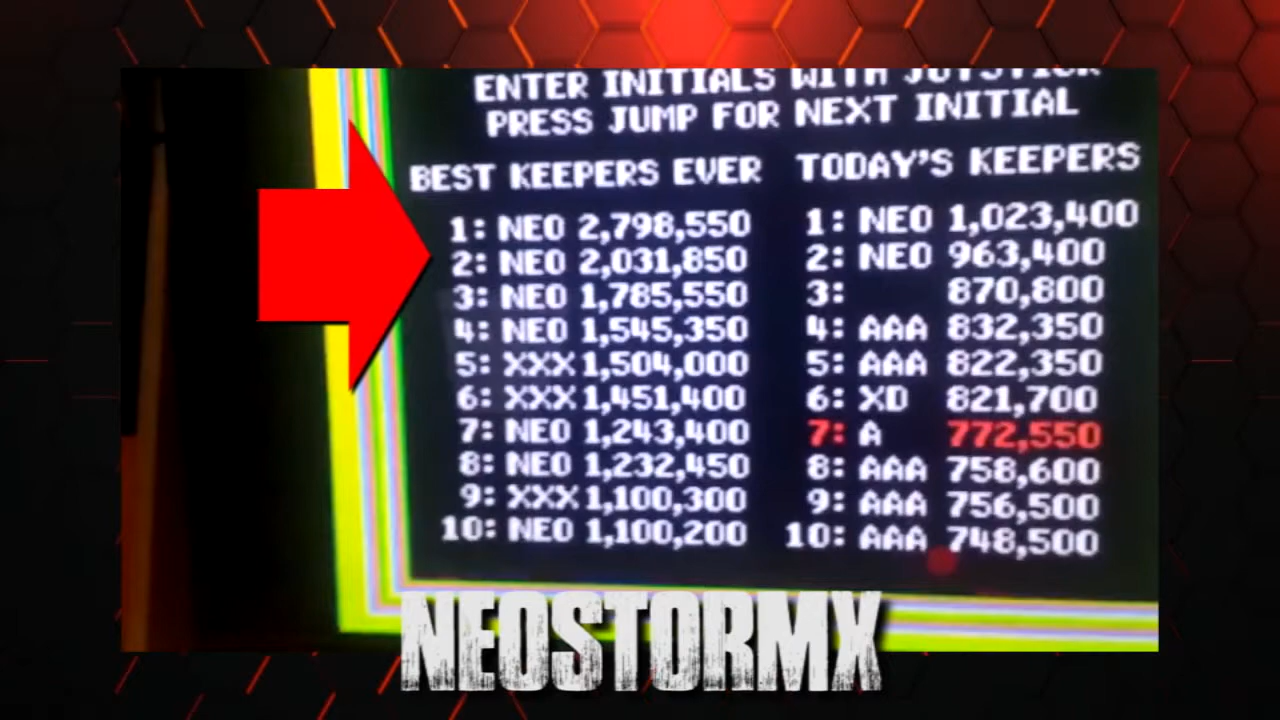 ENTER INITIALS WITH JOYSTICK
PRESS JUMP FOR NEXT INITIAL
BEST KEEPERS EVER TODAY'S KEEPERS
1: NEO 2,798,550 1: NEO 1,023,400
2: NEO 2,031,850 2: NEO 963,400
3: NEO 1,785,550 3: 870,800
4: NEO 1,545,350 4: AAA 832,350
5: XXX 1,504,000 5: AAA 822,350
6: XXX 1,451,400 6: XD 821,700
7: NEO 1,243,400 7: A 772,550
8: NEO 1,232,450 8: AAA 758,600
9: XXX 1,100,300 9: AAA 756,500
10: NEO 1,100,200 10: AAA 748,500
NEOSTORMX